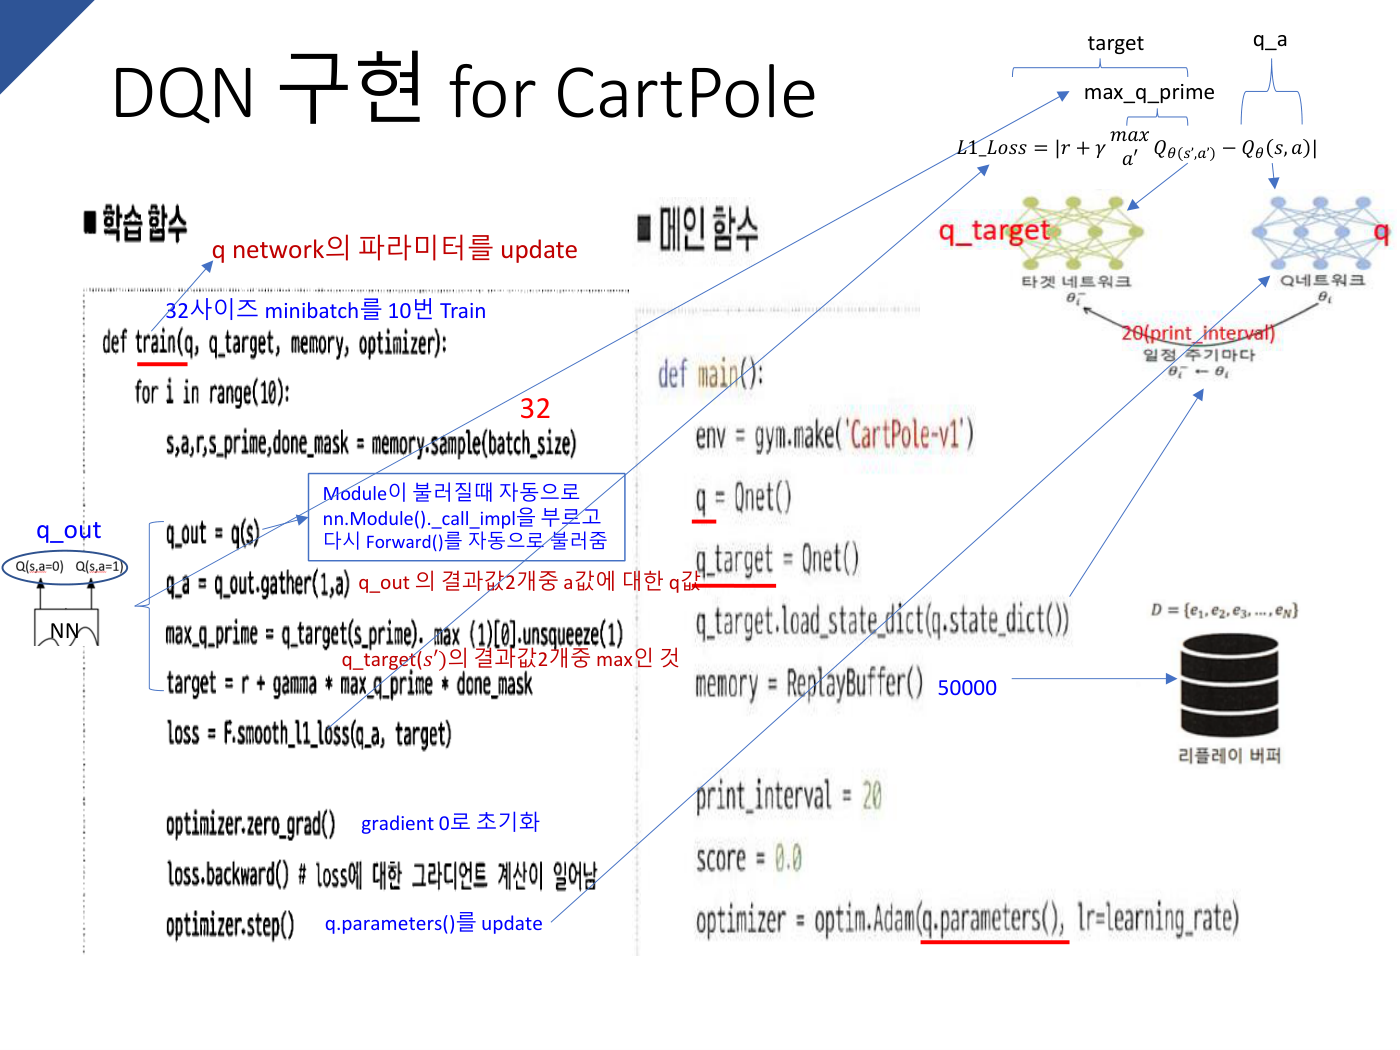 DQN 구현 for CartPole
target
q_a
max_q_prime
L1_Loss = |r + γ max a′ Q_θ(s′,a′) − Q_θ(s, a)|
q_target
q
타겟 네트워크
θ_i^-
Q네트워크
θ_i
20(print_interval)
일정 주기마다
θ_i^- ← θ_i
■ 학습 함수
q network의 파라미터를 update
32사이즈 minibatch를 10번 Train
def train(q, q_target, memory, optimizer):
for i in range(10):
32
s,a,r,s_prime,done_mask = memory.sample(batch_size)
Module이 불러질때 자동으로
nn.Module()._call_impl을 부르고
다시 Forward()를 자동으로 불러줌
q_out
Q(s,a=0) Q(s,a=1)
NN
q_out = q(s)
q_a = q_out.gather(1,a) q_out 의 결과값2개중 a값에 대한 q값
max_q_prime = q_target(s_prime). max (1)[0].unsqueeze(1)
q_target(s′)의 결과값2개중 max인 것
target = r + gamma * max_q_prime * done_mask
loss = F.smooth_l1_loss(q_a, target)
optimizer.zero_grad() gradient 0로 초기화
loss.backward() # loss에 대한 그라디언트 계산이 일어남
optimizer.step() q.parameters()를 update
■ 메인 함수
def main():
env = gym.make('CartPole-v1')
q = Qnet()
q_target = Qnet()
q_target.load_state_dict(q.state_dict())
memory = ReplayBuffer() 50000
D = {e₁, e₂, e₃, …, e_N}
리플레이 버퍼
print_interval = 20
score = 0.0
optimizer = optim.Adam(q.parameters(), lr=learning_rate)